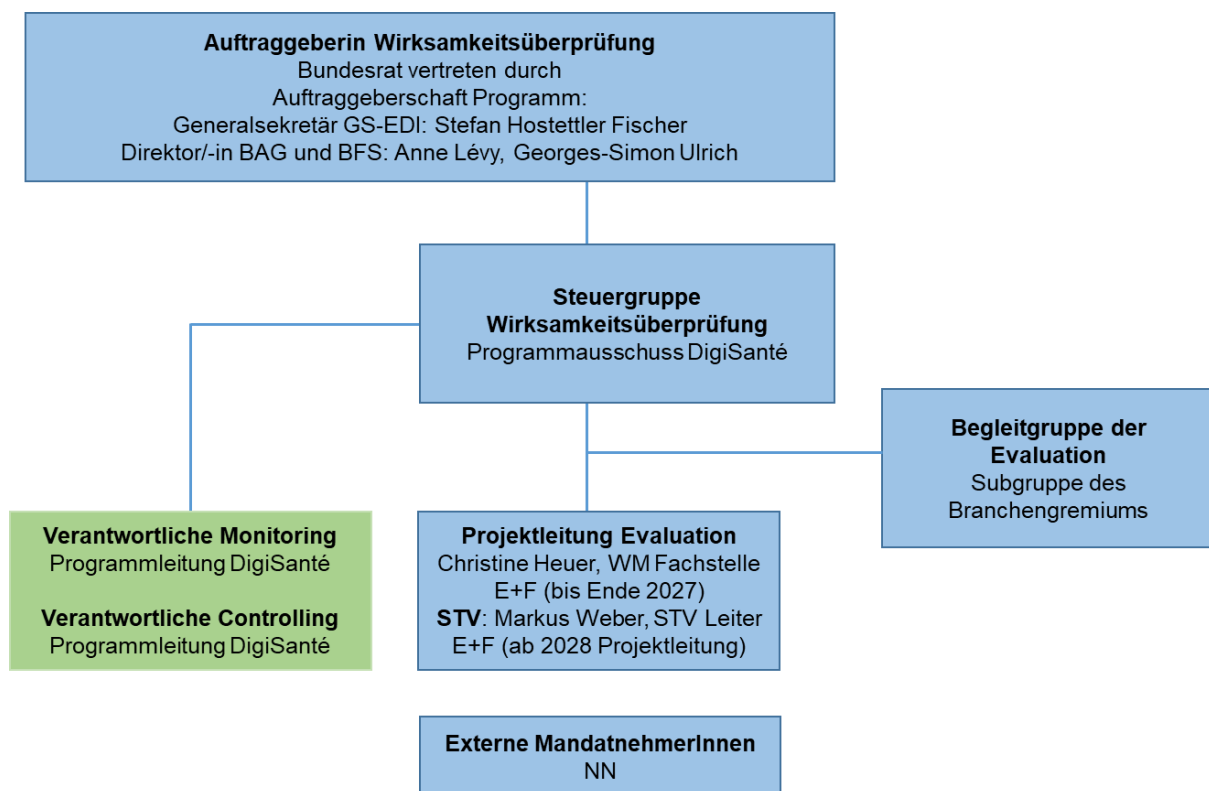 Auftraggeberin Wirksamkeitsüberprüfung
Bundesrat vertreten durch
Auftraggeberschaft Programm:
Generalsekretär GS-EDI: Stefan Hostettler Fischer
Direktor/-in BAG und BFS: Anne Lévy, Georges-Simon Ulrich
Steuergruppe
Wirksamkeitsüberprüfung
Programmausschuss DigiSanté
Begleitgruppe der
Evaluation
Subgruppe des
Branchengremiums
Verantwortliche Monitoring
Programmleitung DigiSanté
Verantwortliche Controlling
Programmleitung DigiSanté
Projektleitung Evaluation
Christine Heuer, WM Fachstelle
E+F (bis Ende 2027)
STV: Markus Weber, STV Leiter
E+F (ab 2028 Projektleitung)
Externe MandatnehmerInnen
NN